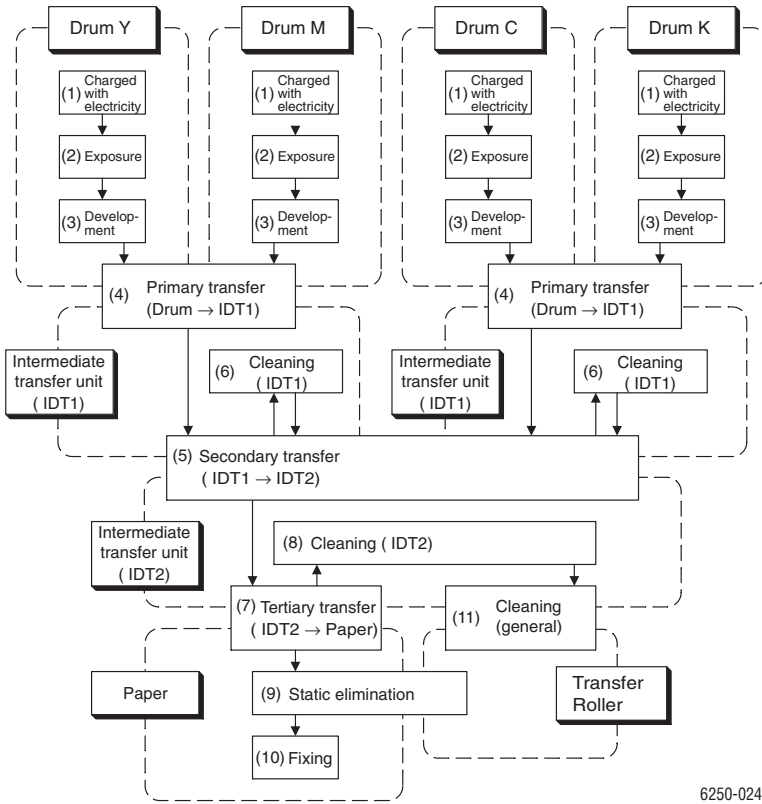 Drum Y
Drum M
Drum C
Drum K
(1) Charged with electricity
(1) Charged with electricity
(1) Charged with electricity
(1) Charged with electricity
(2) Exposure
(2) Exposure
(2) Exposure
(2) Exposure
(3) Develop-
ment
(3) Develop-
ment
(3) Develop-
ment
(3) Develop-
ment
(4) Primary transfer
(Drum → IDT1)
(4) Primary transfer
(Drum → IDT1)
Intermediate
transfer unit
( IDT1)
(6) Cleaning
( IDT1)
Intermediate
transfer unit
( IDT1)
(6) Cleaning
( IDT1)
(5) Secondary transfer
( IDT1 → IDT2)
Intermediate
transfer unit
( IDT2)
(8) Cleaning ( IDT2)
(7) Tertiary transfer
( IDT2 → Paper)
(11) Cleaning
(general)
Paper
(9) Static elimination
Transfer
Roller
(10) Fixing
6250-024